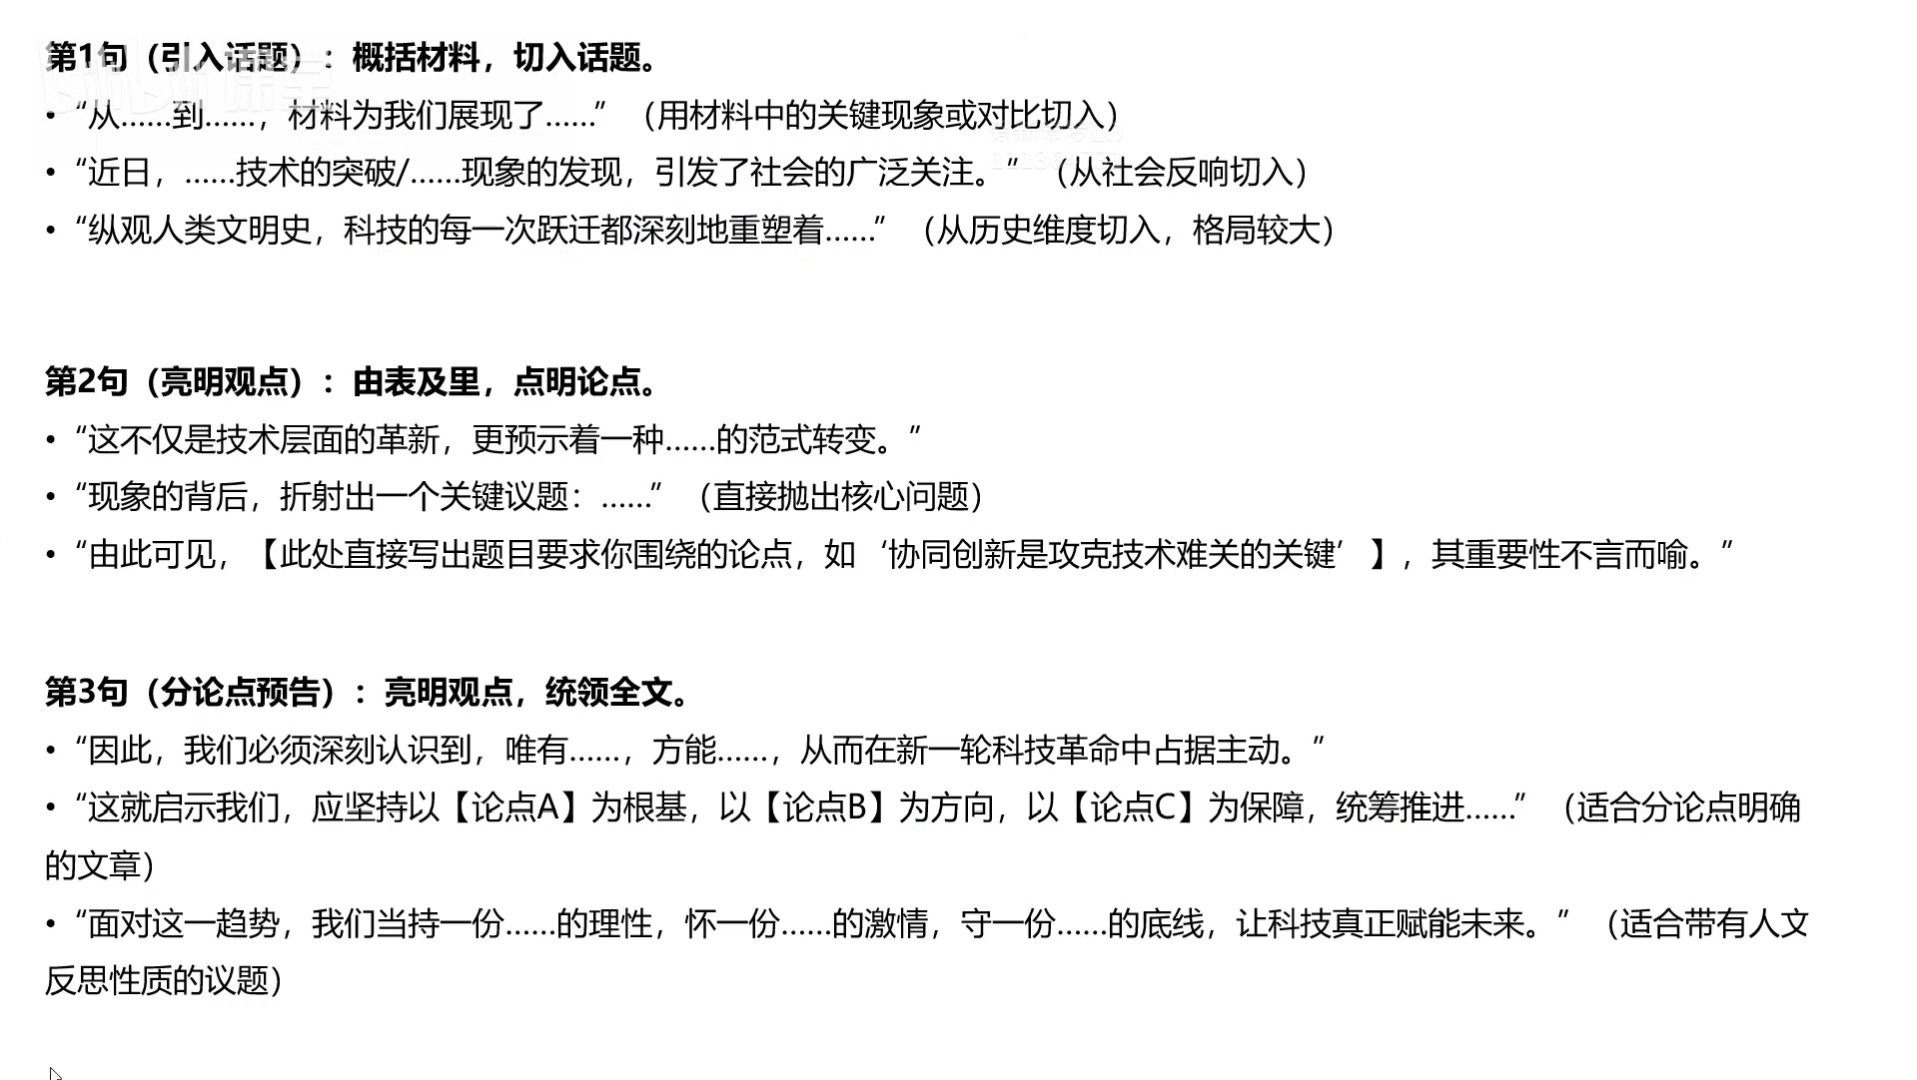 第1句（引入话题）：概括材料，切入话题。
• “从......到......，材料为我们展现了......”（用材料中的关键现象或对比切入）
• “近日，......技术的突破/......现象的发现，引发了社会的广泛关注。”（从社会反响切入）
• “纵观人类文明史，科技的每一次跃迁都深刻地重塑着......”（从历史维度切入，格局较大）
第2句（亮明观点）：由表及里，点明论点。
• “这不仅是技术层面的革新，更预示着一种......的范式转变。”
• “现象的背后，折射出一个关键议题：......”（直接抛出核心问题）
• “由此可见，【此处直接写出题目要求你围绕的论点，如‘协同创新是攻克技术难关的关键’】，其重要性不言而喻。”
第3句（分论点预告）：亮明观点，统领全文。
• “因此，我们必须深刻认识到，唯有......，方能......，从而在新一轮科技革命中占据主动。”
• “这就启示我们，应坚持以【论点A】为根基，以【论点B】为方向，以【论点C】为保障，统筹推进......”（适合分论点明确
的文章）
• “面对这一趋势，我们当持一份......的理性，怀一份......的激情，守一份......的底线，让科技真正赋能未来。”（适合带有人文
反思性质的议题）